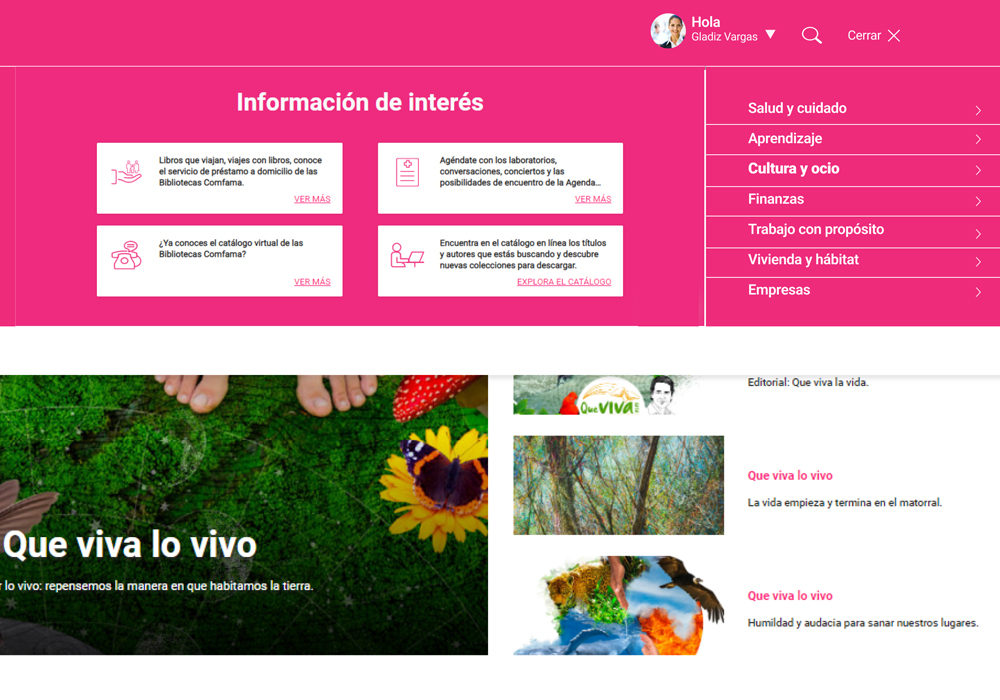 Hola
Gladiz Vargas
Cerrar
Información de interés
Libros que viajan, viajes con libros, conoce
el servicio de préstamo a domicilio de las
Bibliotecas Comfama.
VER MÁS
Agéndate con los laboratorios,
conversaciones, conciertos y las
posibilidades de encuentro de la Agenda...
VER MÁS
¿Ya conoces el catálogo virtual de las
Bibliotecas Comfama?
VER MÁS
Encuentra en el catálogo en línea los títulos
y autores que estás buscando y descubre
nuevas colecciones para descargar.
EXPLORA EL CATÁLOGO
Salud y cuidado
Aprendizaje
Cultura y ocio
Finanzas
Trabajo con propósito
Vivienda y hábitat
Empresas
Que viva lo vivo
r lo vivo: repensemos la manera en que habitamos la tierra.
Que VIVA
Editorial: Que viva la vida.
Que viva lo vivo
La vida empieza y termina en el matorral.
Que viva lo vivo
Humildad y audacia para sanar nuestros lugares.